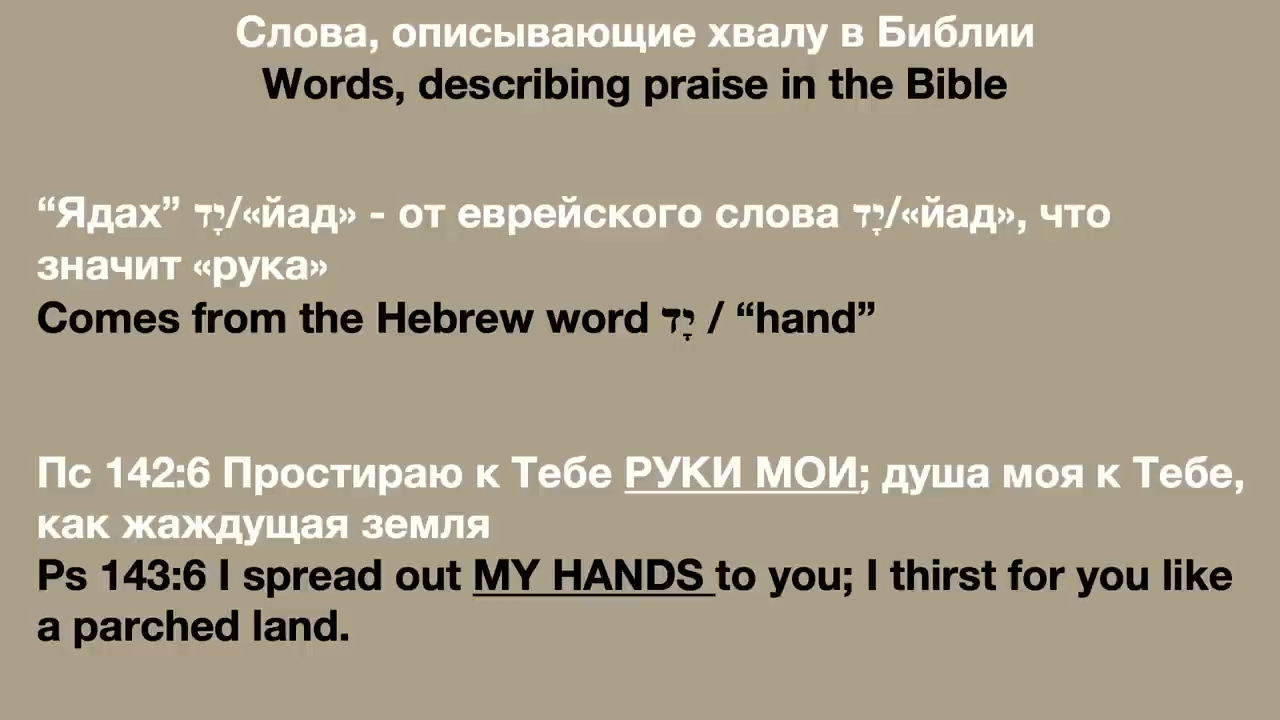 Слова, описывающие хвалу в Библии
Words, describing praise in the Bible
“Ядах” יָד/«йад» - от еврейского слова יָד/«йад», что
значит «рука»
Comes from the Hebrew word יָד / “hand”
Пс 142:6 Простираю к Тебе РУКИ МОИ; душа моя к Тебе,
как жаждущая земля
Ps 143:6 I spread out MY HANDS to you; I thirst for you like
a parched land.